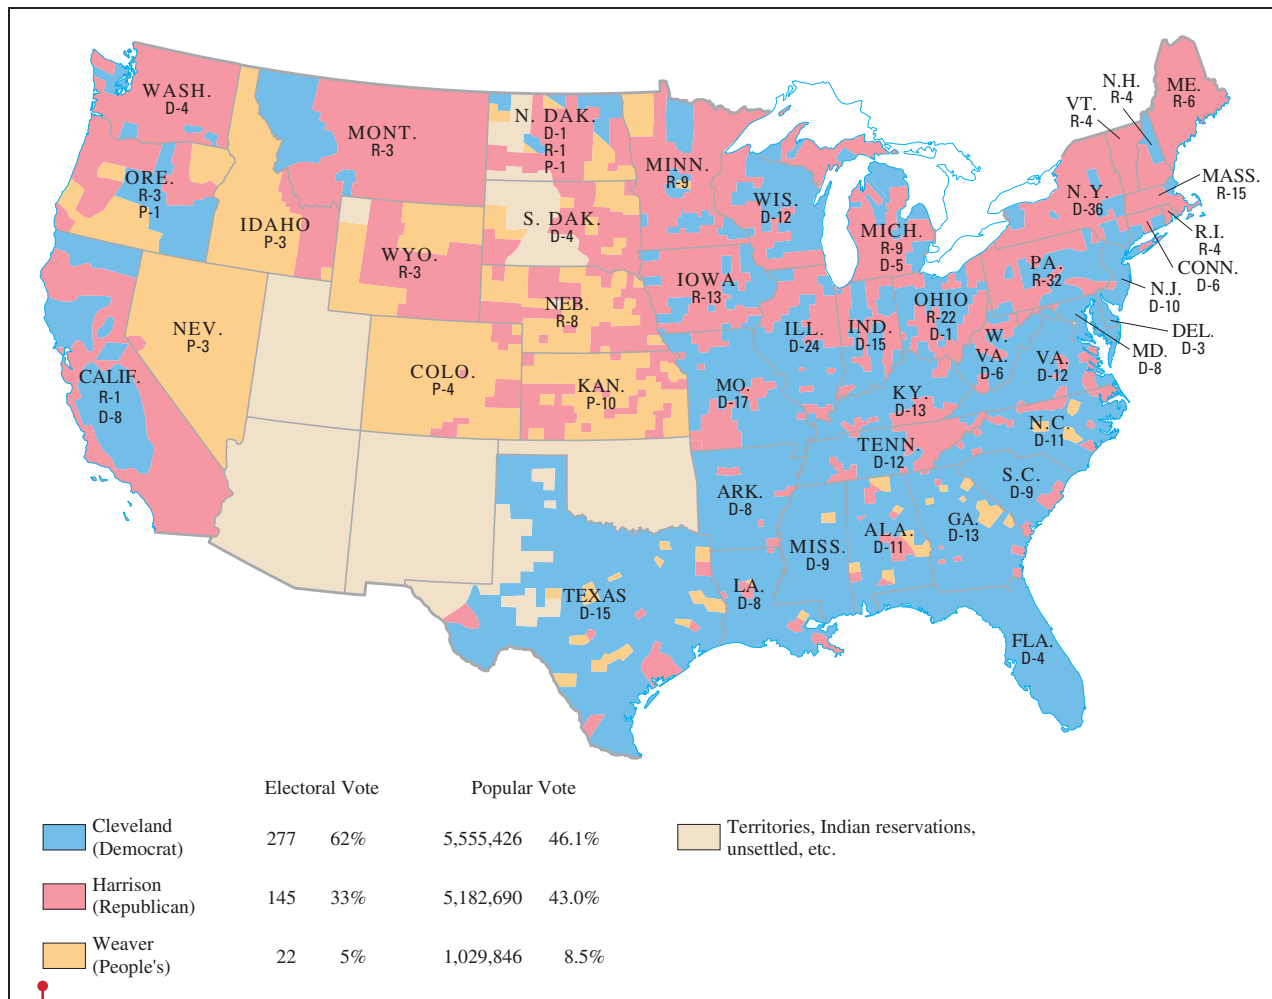 WASH.
D-4
ORE.
R-3
P-1
IDAHO
P-3
MONT.
R-3
WYO.
R-3
NEV.
P-3
CALIF.
R-1
D-8
COLO.
P-4
N. DAK.
D-1
R-1
P-1
S. DAK.
D-4
NEB.
R-8
KAN.
P-10
TEXAS
D-15
MINN.
R-9
IOWA
R-13
MO.
D-17
ARK.
D-8
LA.
D-8
WIS.
D-12
ILL.
D-24
MICH.
R-9
D-5
IND.
D-15
OHIO
R-22
D-1
KY.
D-13
TENN.
D-12
MISS.
D-9
ALA.
D-11
GA.
D-13
FLA.
D-4
S.C.
D-9
N.C.
D-11
VA.
D-12
W.
VA.
D-6
PA.
R-32
N.Y.
D-36
VT.
R-4
N.H.
R-4
ME.
R-6
MASS.
R-15
R.I.
R-4
CONN.
D-6
N.J.
D-10
DEL.
D-3
MD.
D-8
Electoral Vote Popular Vote
Cleveland
(Democrat) 277 62% 5,555,426 46.1%
Harrison
(Republican) 145 33% 5,182,690 43.0%
Weaver
(People's) 22 5% 1,029,846 8.5%
Territories, Indian reservations,
unsettled, etc.